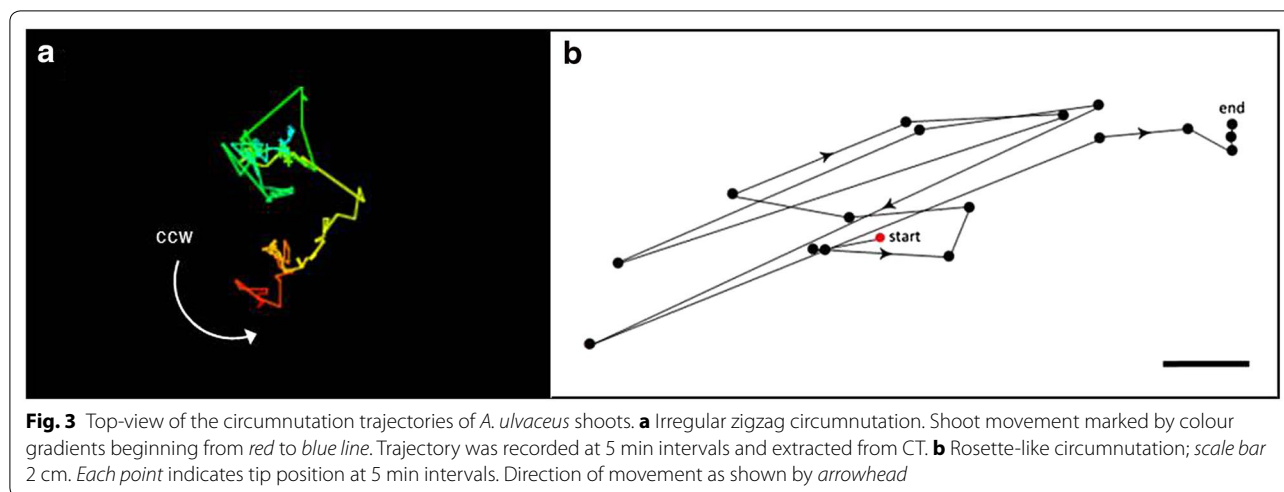 a
b
CCW
start
end
Fig. 3 Top-view of the circumnutation trajectories of A. ulvaceus shoots. a Irregular zigzag circumnutation. Shoot movement marked by colour
gradients beginning from red to blue line. Trajectory was recorded at 5 min intervals and extracted from CT. b Rosette-like circumnutation; scale bar
2 cm. Each point indicates tip position at 5 min intervals. Direction of movement as shown by arrowhead